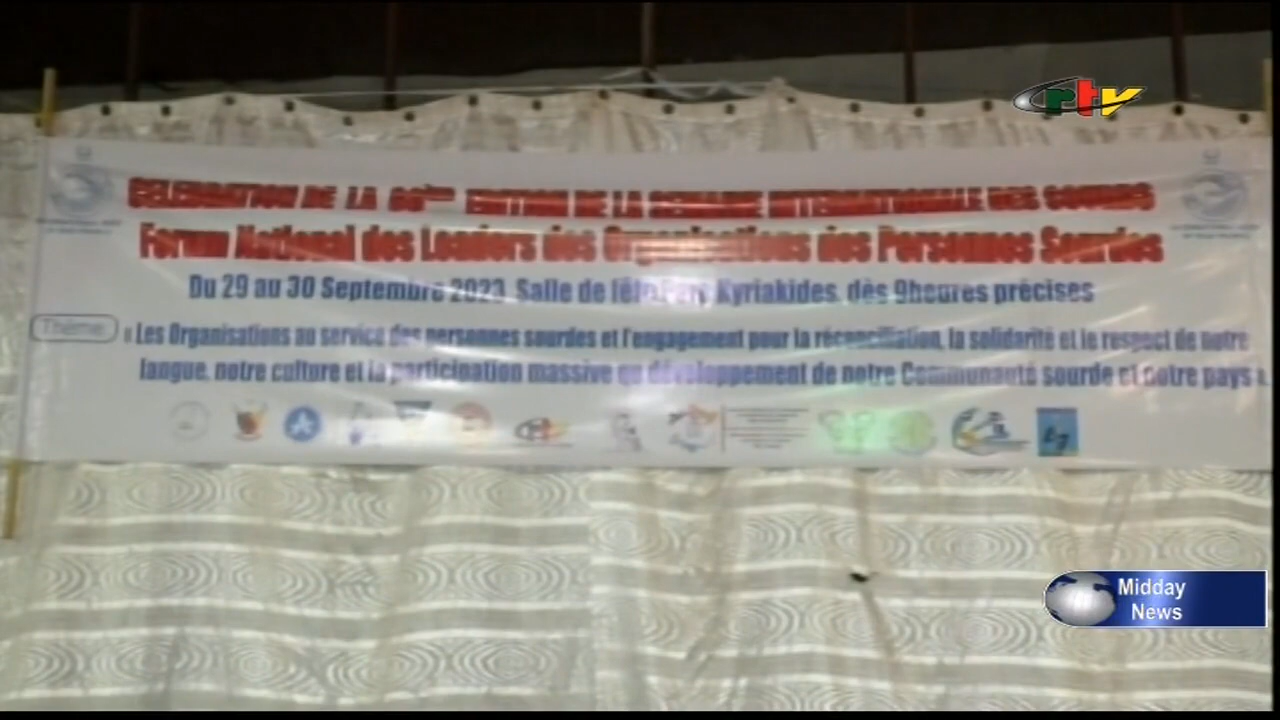 crtv
CELEBRATION DE LA EDITION DE LA SEMAINE INTERNATIONALE DES SOURDS
Forum National des Leaders des Organisations des Personnes Sourdes
Du 29 au 30 Septembre 2023, Salle de fête Kyriakides, dès 9heures précises
Thème:
« Les Organisations au service des personnes sourdes et l'engagement pour la réconciliation, la solidarité et le respect de notre
langue, notre culture et la participation massive au développement de notre Communauté sourde et notre pays ».
crtv
Midday
News